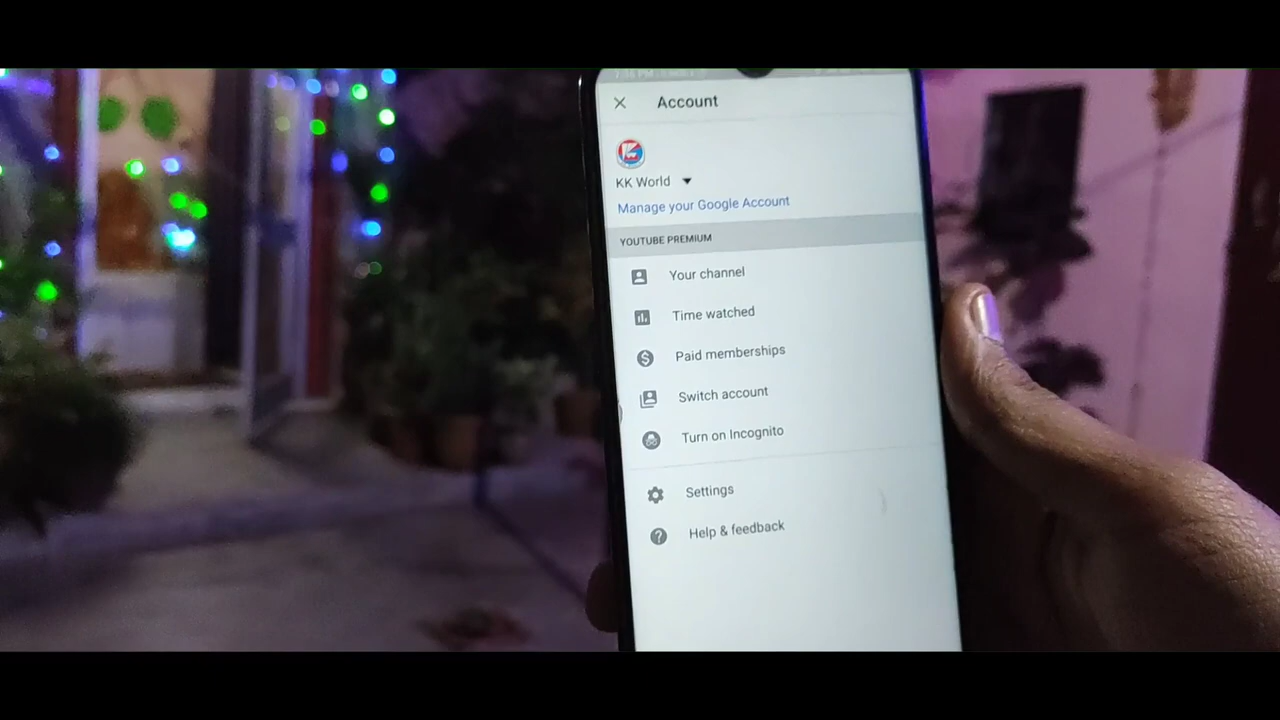 Account
KK World
Manage your Google Account
YOUTUBE PREMIUM
Your channel
Time watched
Paid memberships
Switch account
Turn on Incognito
Settings
Help & feedback